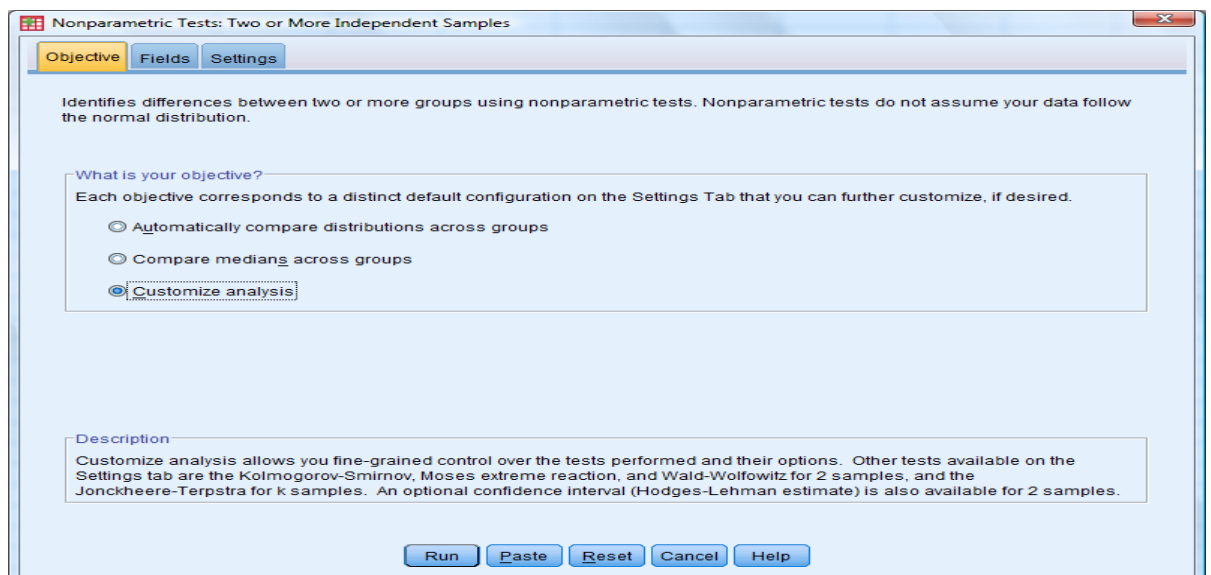 Nonparametric Tests: Two or More Independent Samples
Objective Fields Settings
Identifies differences between two or more groups using nonparametric tests. Nonparametric tests do not assume your data follow
the normal distribution.
What is your objective?
Each objective corresponds to a distinct default configuration on the Settings Tab that you can further customize, if desired.
Automatically compare distributions across groups
Compare medians across groups
Customize analysis
Description
Customize analysis allows you fine-grained control over the tests performed and their options. Other tests available on the
Settings tab are the Kolmogorov-Smirnov, Moses extreme reaction, and Wald-Wolfowitz for 2 samples, and the
Jonckheere-Terpstra for k samples. An optional confidence interval (Hodges-Lehman estimate) is also available for 2 samples.
Run Paste Reset Cancel Help